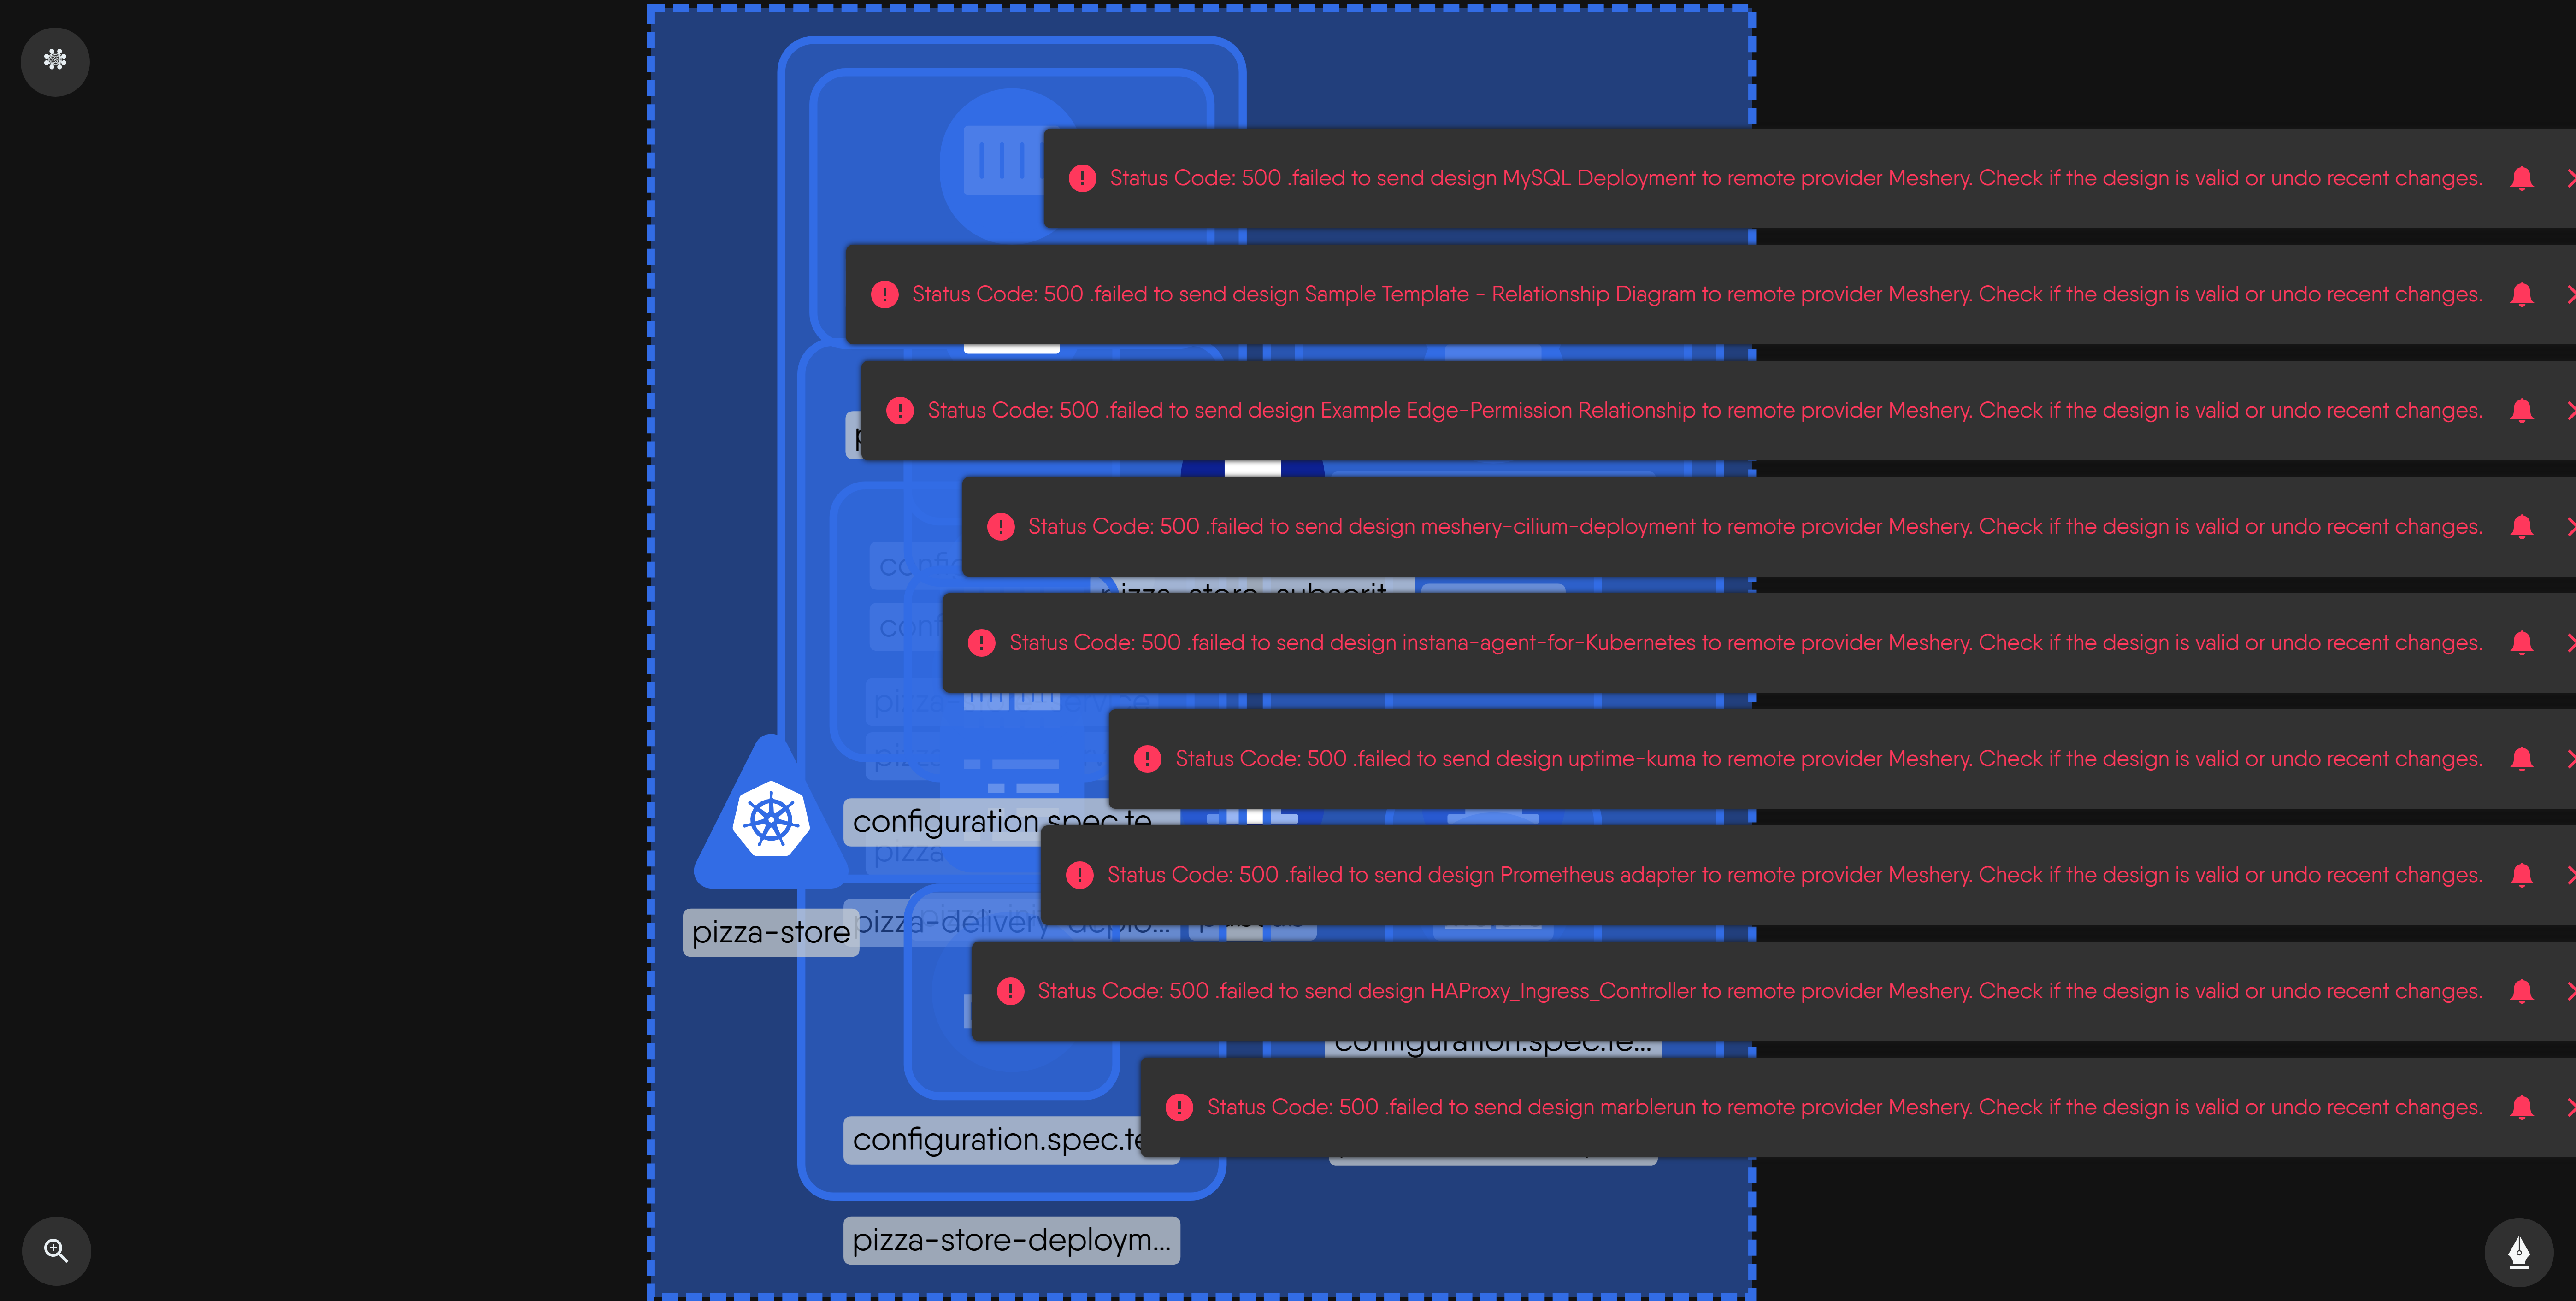 Status Code: 500 .failed to send design MySQL Deployment to remote provider Meshery. Check if the design is valid or undo recent changes.
Status Code: 500 .failed to send design Sample Template - Relationship Diagram to remote provider Meshery. Check if the design is valid or undo recent changes.
Status Code: 500 .failed to send design Example Edge-Permission Relationship to remote provider Meshery. Check if the design is valid or undo recent changes.
Status Code: 500 .failed to send design meshery-cilium-deployment to remote provider Meshery. Check if the design is valid or undo recent changes.
Status Code: 500 .failed to send design instana-agent-for-Kubernetes to remote provider Meshery. Check if the design is valid or undo recent changes.
Status Code: 500 .failed to send design uptime-kuma to remote provider Meshery. Check if the design is valid or undo recent changes.
configuration.spec.te
Status Code: 500 .failed to send design Prometheus adapter to remote provider Meshery. Check if the design is valid or undo recent changes.
pizza
pizza-store
pizza-delivery-deplo...
Status Code: 500 .failed to send design HAProxy_Ingress_Controller to remote provider Meshery. Check if the design is valid or undo recent changes.
configuration.spec.te...
Status Code: 500 .failed to send design marblerun to remote provider Meshery. Check if the design is valid or undo recent changes.
configuration.spec.te
pizza-store-deploym...